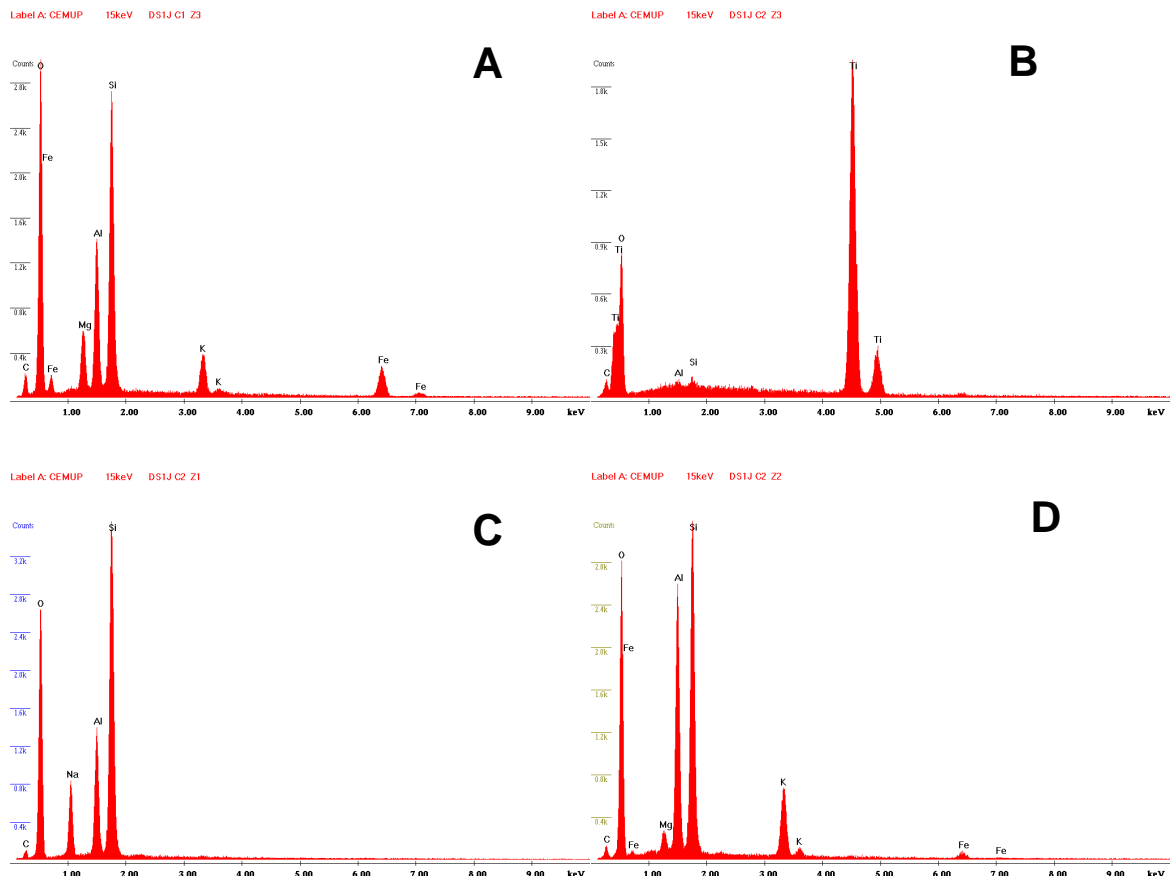 Label A: CEMUP 15keV DS1J C1 Z3
A
Counts
O
Si
2.8k
2.4k
Fe
2.0k
1.6k
Al
1.2k
0.8k
Mg
K
0.4k
Fe
C
Fe
K
Fe
1.00 2.00 3.00 4.00 5.00 6.00 7.00 8.00 9.00 keV
Label A: CEMUP 15keV DS1J C2 Z3
B
Counts
Ti
1.8k
1.5k
1.2k
O
0.9k
Ti
0.6k
Ti
0.3k
Ti
Si
C
Al
1.00 2.00 3.00 4.00 5.00 6.00 7.00 8.00 9.00 keV
Label A: CEMUP 15keV DS1J C2 Z1
C
Counts
Si
3.2k
2.8k
O
2.4k
2.0k
1.6k
Al
1.2k
Na
0.8k
0.4k
C
1.00 2.00 3.00 4.00 5.00 6.00 7.00 8.00 9.00 keV
Label A: CEMUP 15keV DS1J C2 Z2
D
Counts
Si
O
2.8k
Al
2.4k
Fe
2.0k
1.6k
1.2k
K
0.8k
Mg
0.4k
C
Fe
K
Fe
Fe
1.00 2.00 3.00 4.00 5.00 6.00 7.00 8.00 9.00 keV